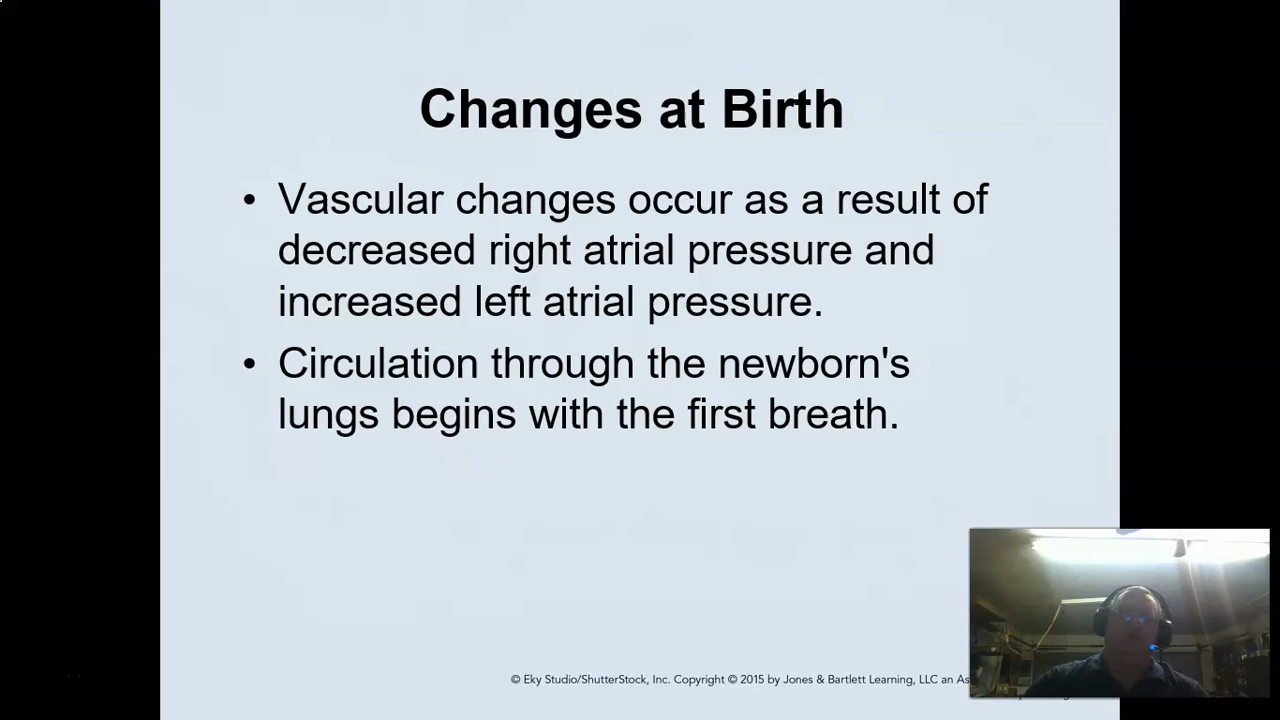 Changes at Birth
• Vascular changes occur as a result of
decreased right atrial pressure and
increased left atrial pressure.
• Circulation through the newborn's
lungs begins with the first breath.
© Eky Studio/ShutterStock, Inc. Copyright © 2015 by Jones & Bartlett Learning, LLC an